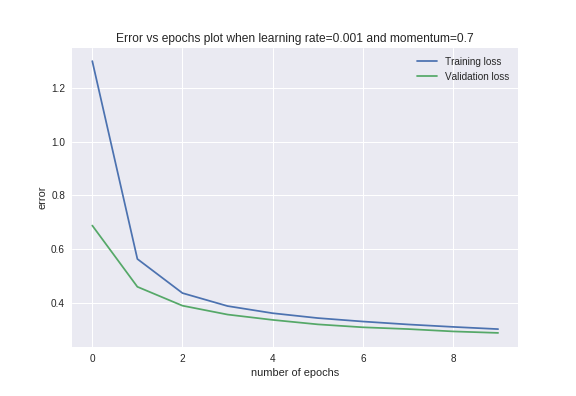 Error vs epochs plot when learning rate=0.001 and momentum=0.7
Training loss
Validation loss
1.2
1.0
0.8
0.6
0.4
error
0 2 4 6 8
number of epochs